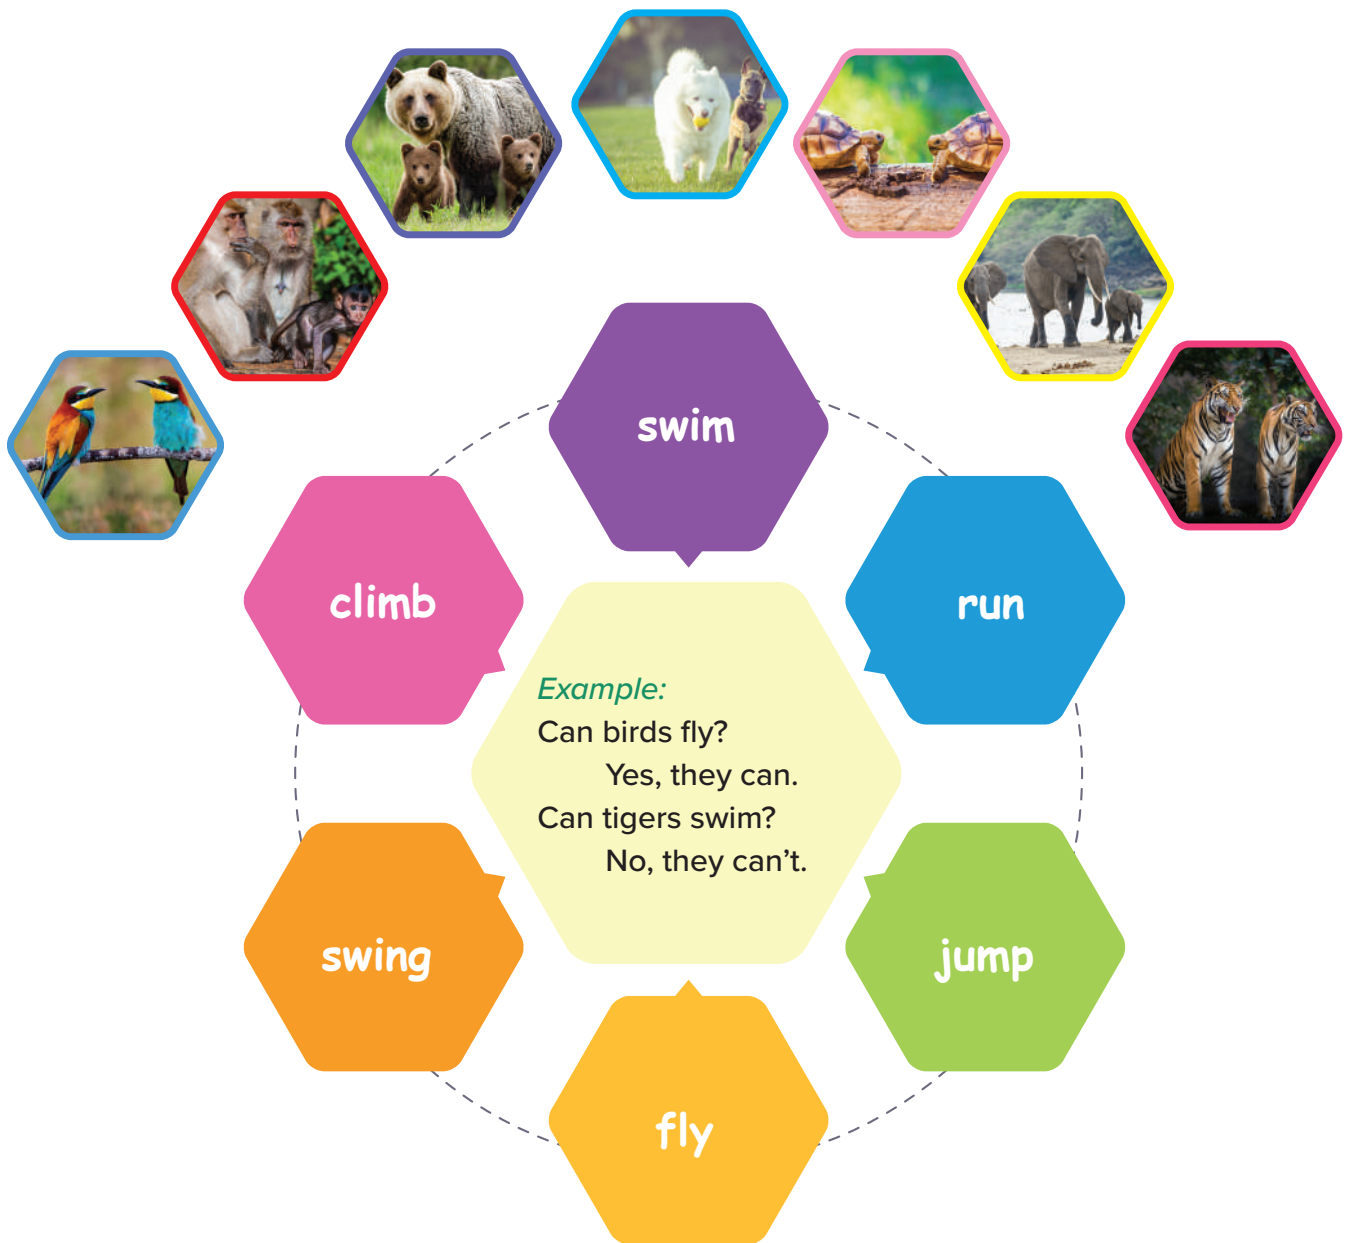 swim
climb
run
Example:
Can birds fly?
Yes, they can.
Can tigers swim?
No, they can’t.
swing
jump
fly